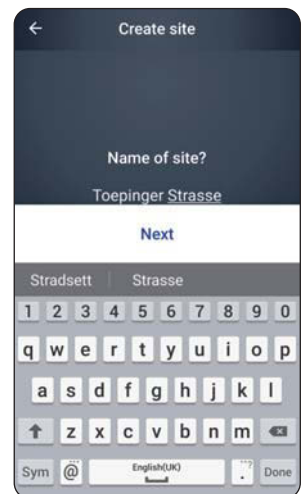 ← Create site
Name of site?
Toepinger Strasse
Next
Stradsett Strasse
1 2 3 4 5 6 7 8 9 0
q w e r t y u i o p
a s d f g h j k l
z x c v b n m
Sym @ English(UK) . ? Done